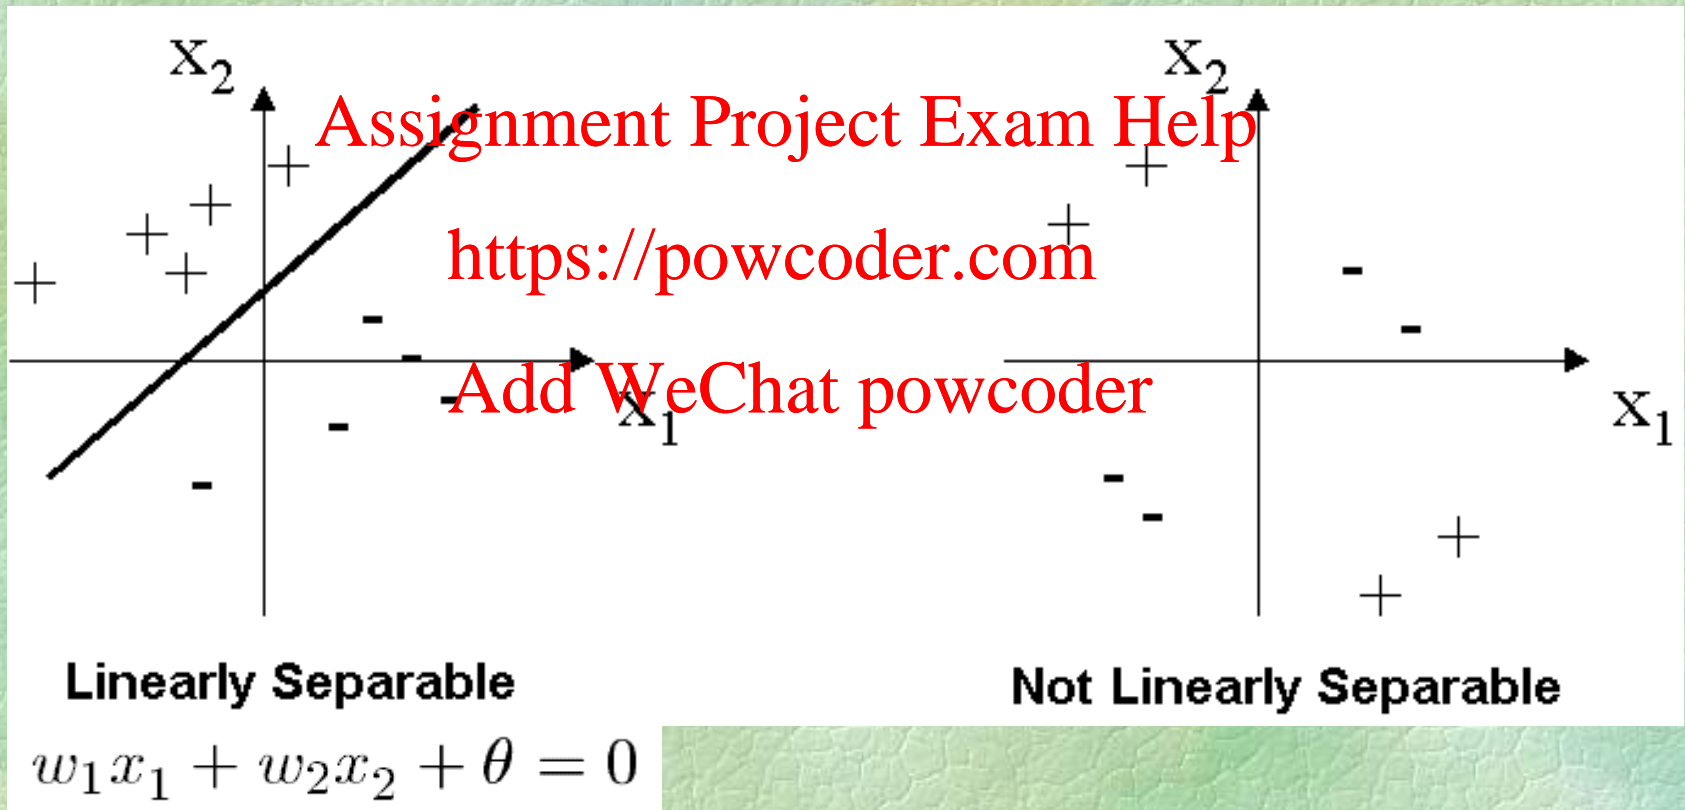 X2
X2
Assignment Project Exam Help
https://powcoder.com
Add WeChat powcoder
X1
X1
Linearly Separable
Not Linearly Separable
w1x1 + w2x2 + θ = 0